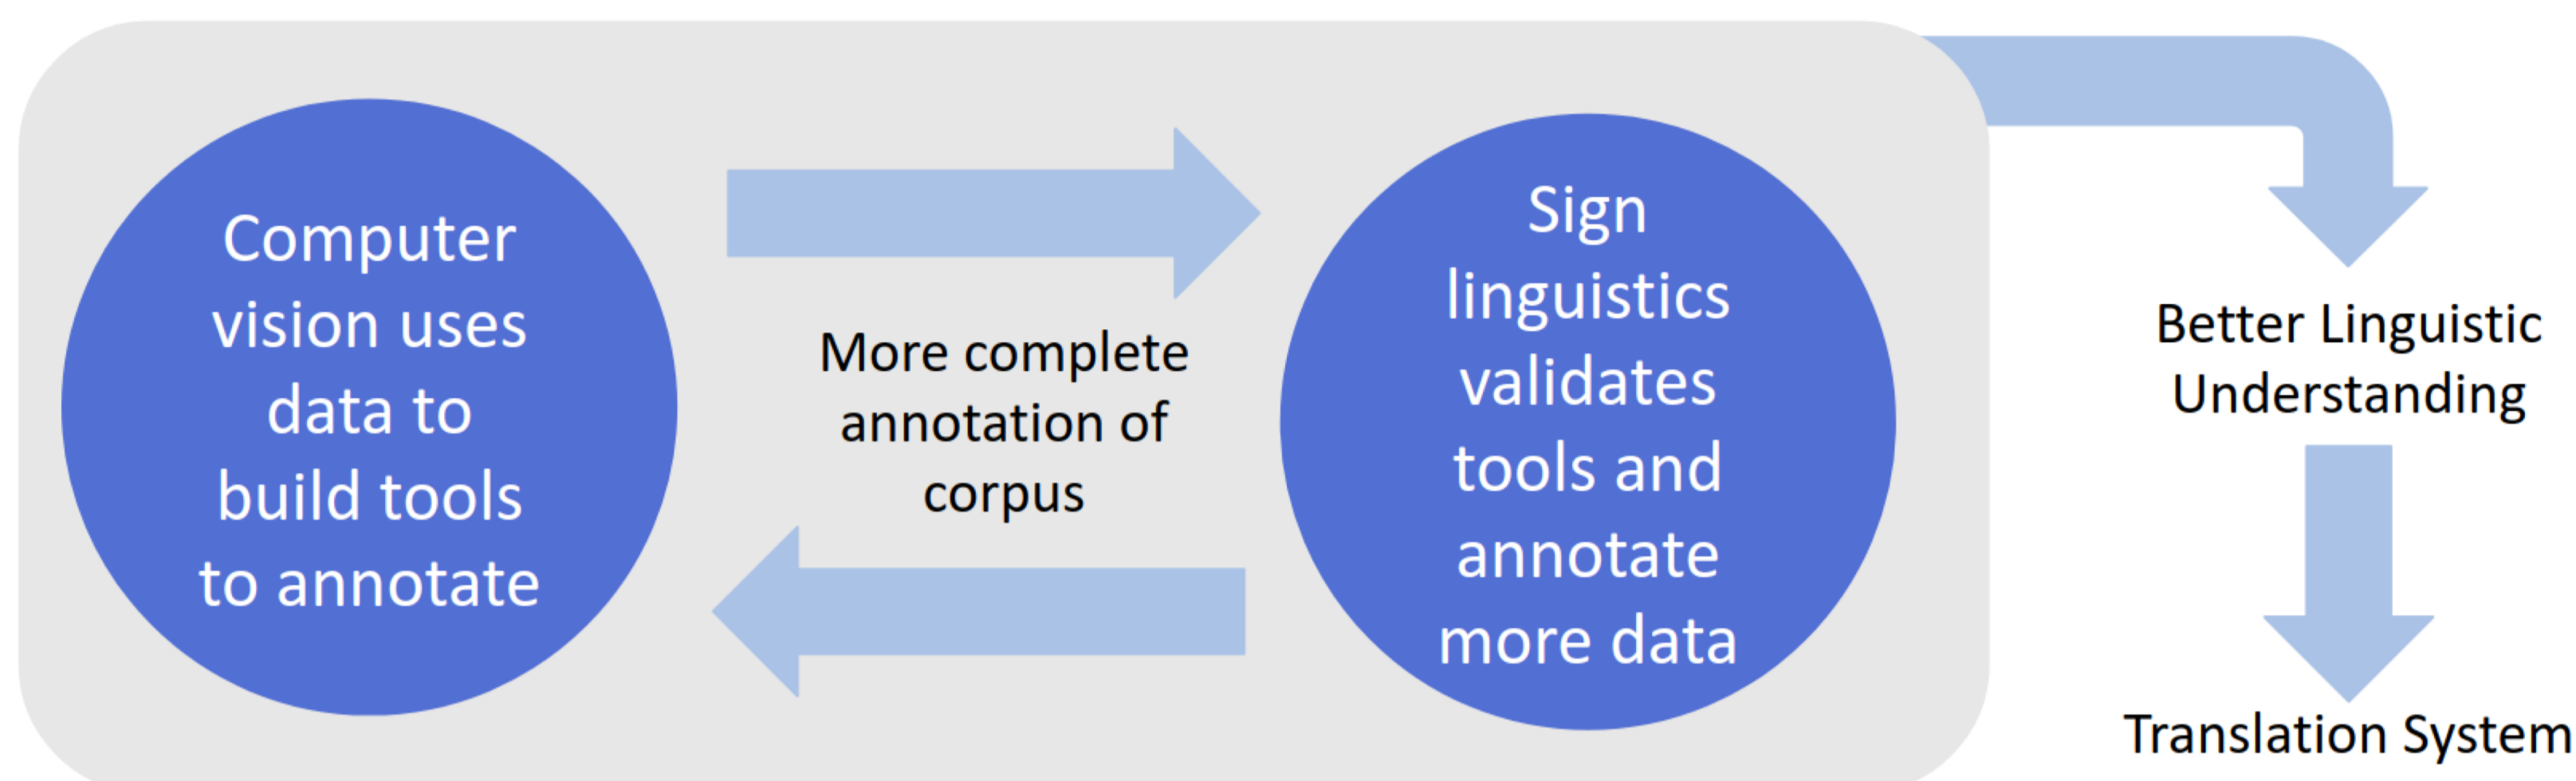 Computer
vision uses
data to
build tools
to annotate
More complete
annotation of
corpus
Sign
linguistics
validates
tools and
annotate
more data
Better Linguistic
Understanding
Translation System